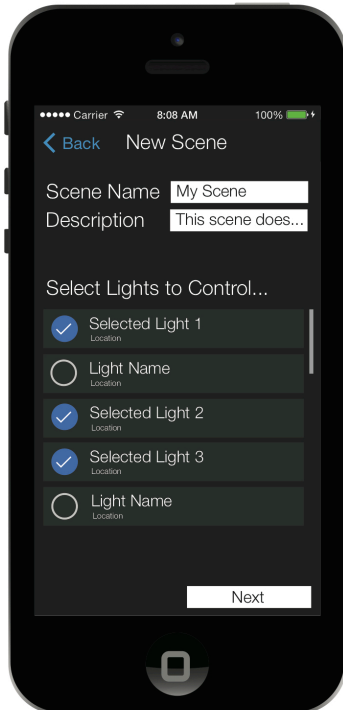 Carrier 8:08 AM 100%
Back New Scene
Scene Name My Scene
Description This scene does...
Select Lights to Control...
Selected Light 1
Location
Light Name
Location
Selected Light 2
Location
Selected Light 3
Location
Light Name
Location
Next